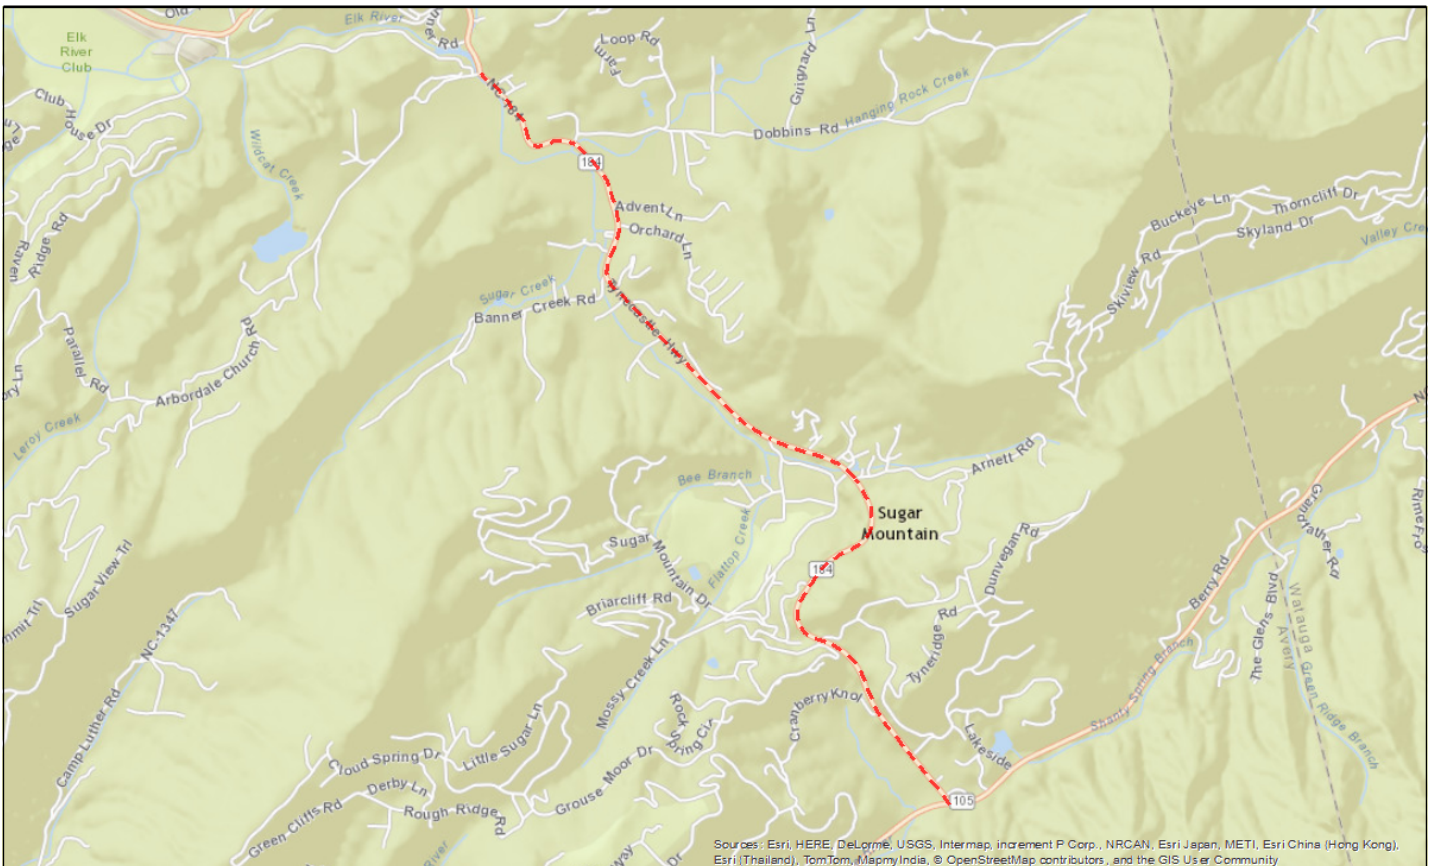 Elk River
Elk
River
Club
NC-184
Farm
Loop Rd
Guignard Ln
Dobbins Rd
Hanging Rock Creek
Club House Dr
Wildcat Creek
184
Advent Ln
Orchard Ln
Buckeye Ln
Thorncliff Dr
Skyland Dr
Skiview Rd
Raven
Ridge Rd
Sugar Creek
Banner Creek Rd
Tynecastle Hwy
Parallel Rd
Arbordale Church Rd
Leroy Creek
Bee Branch
Arnett Rd
Sugar
Mountain
Flattop Creek
Sugar Mountain Dr
184
Dunvegan Rd
Grandfather Rd
Sugar View Trl
Briarcliff Rd
Tyneridge Rd
Berry Rd
The Glens Blvd
Watauga
Avery
Green Ridge Branch
NC-1347
Mossy Creek Ln
Rock Spring Cir
Cranberry Knol
Shanty Spring Branch
Camp Luther Rd
Cloud Spring Dr
Little Sugar Ln
Lakeside
Derby Ln
Grouse Moor Dr
Green Cliffs Rd
Rough Ridge Rd
105
Sources: Esri, HERE, DeLorme, USGS, Intermap, increment P Corp., NRCAN, Esri Japan, METI, Esri China (Hong Kong),
Esri (Thailand), TomTom, MapmyIndia, © OpenStreetMap contributors, and the GIS User Community